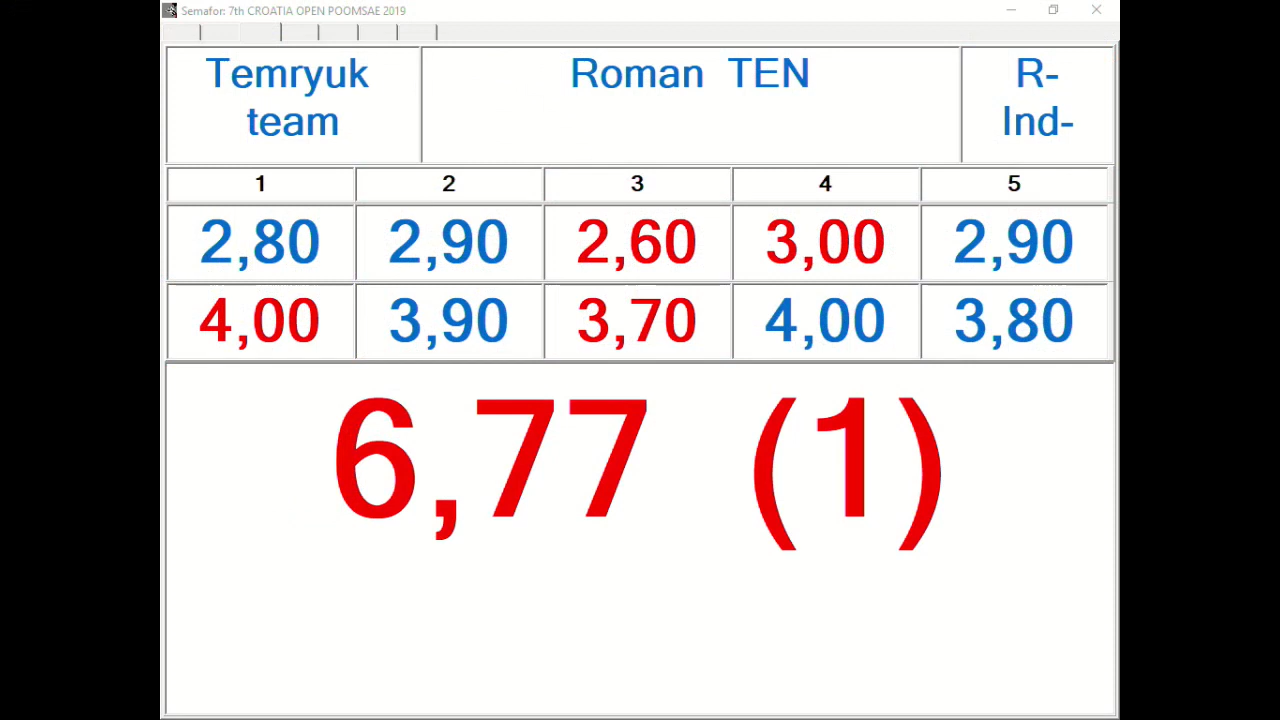 Semafor: 7th CROATIA OPEN POOMSAE 2019
Temryuk team
Roman TEN
R-Ind-
1 2 3 4 5
2,80 2,90 2,60 3,00 2,90
4,00 3,90 3,70 4,00 3,80
6,77 (1)